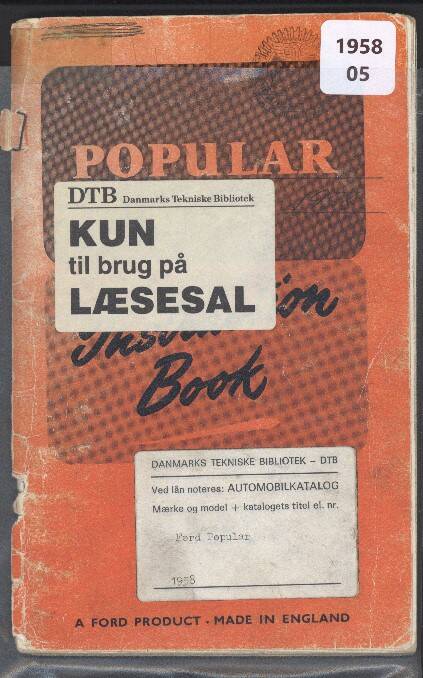 1958
05
POPULAR
DTB Danmarks Tekniske Bibliotek
KUN
til brug på
LÆSESAL
Book
DANMARKS TEKNISKE BIBLIOTEK – DTB
Ved lån noteres: AUTOMOBILKATALOG
Mærke og model + katalogets titel el. nr.
Ford Popular
1958
A FORD PRODUCT · MADE IN ENGLAND